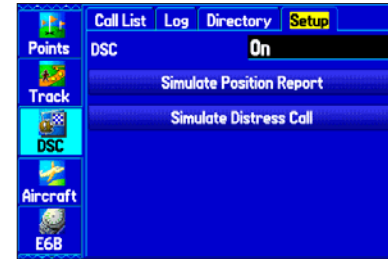 Call List Log Directory Setup
Points
DSC On
Simulate Position Report
Track
Simulate Distress Call
DSC
Aircraft
E6B